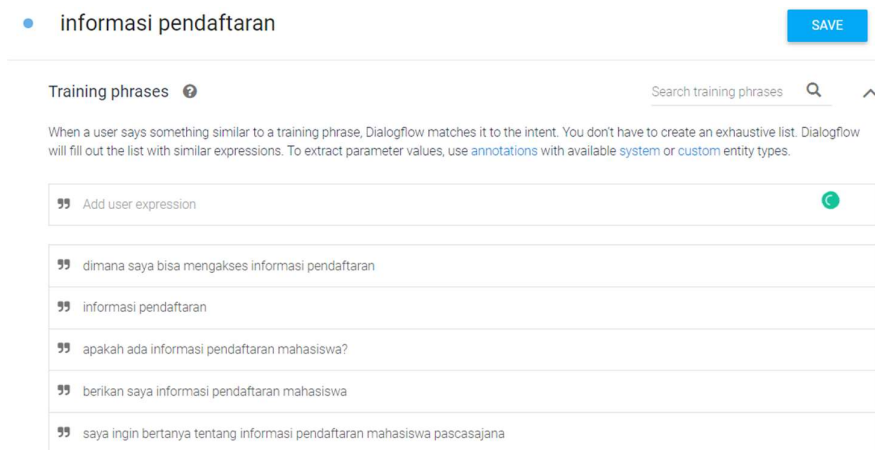 informasi pendaftaran
SAVE
Training phrases
Search training phrases
When a user says something similar to a training phrase, Dialogflow matches it to the intent. You don't have to create an exhaustive list. Dialogflow
will fill out the list with similar expressions. To extract parameter values, use annotations with available system or custom entity types.
Add user expression
dimana saya bisa mengakses informasi pendaftaran
informasi pendaftaran
apakah ada informasi pendaftaran mahasiswa?
berikan saya informasi pendaftaran mahasiswa
saya ingin bertanya tentang informasi pendaftaran mahasiswa pascasajana